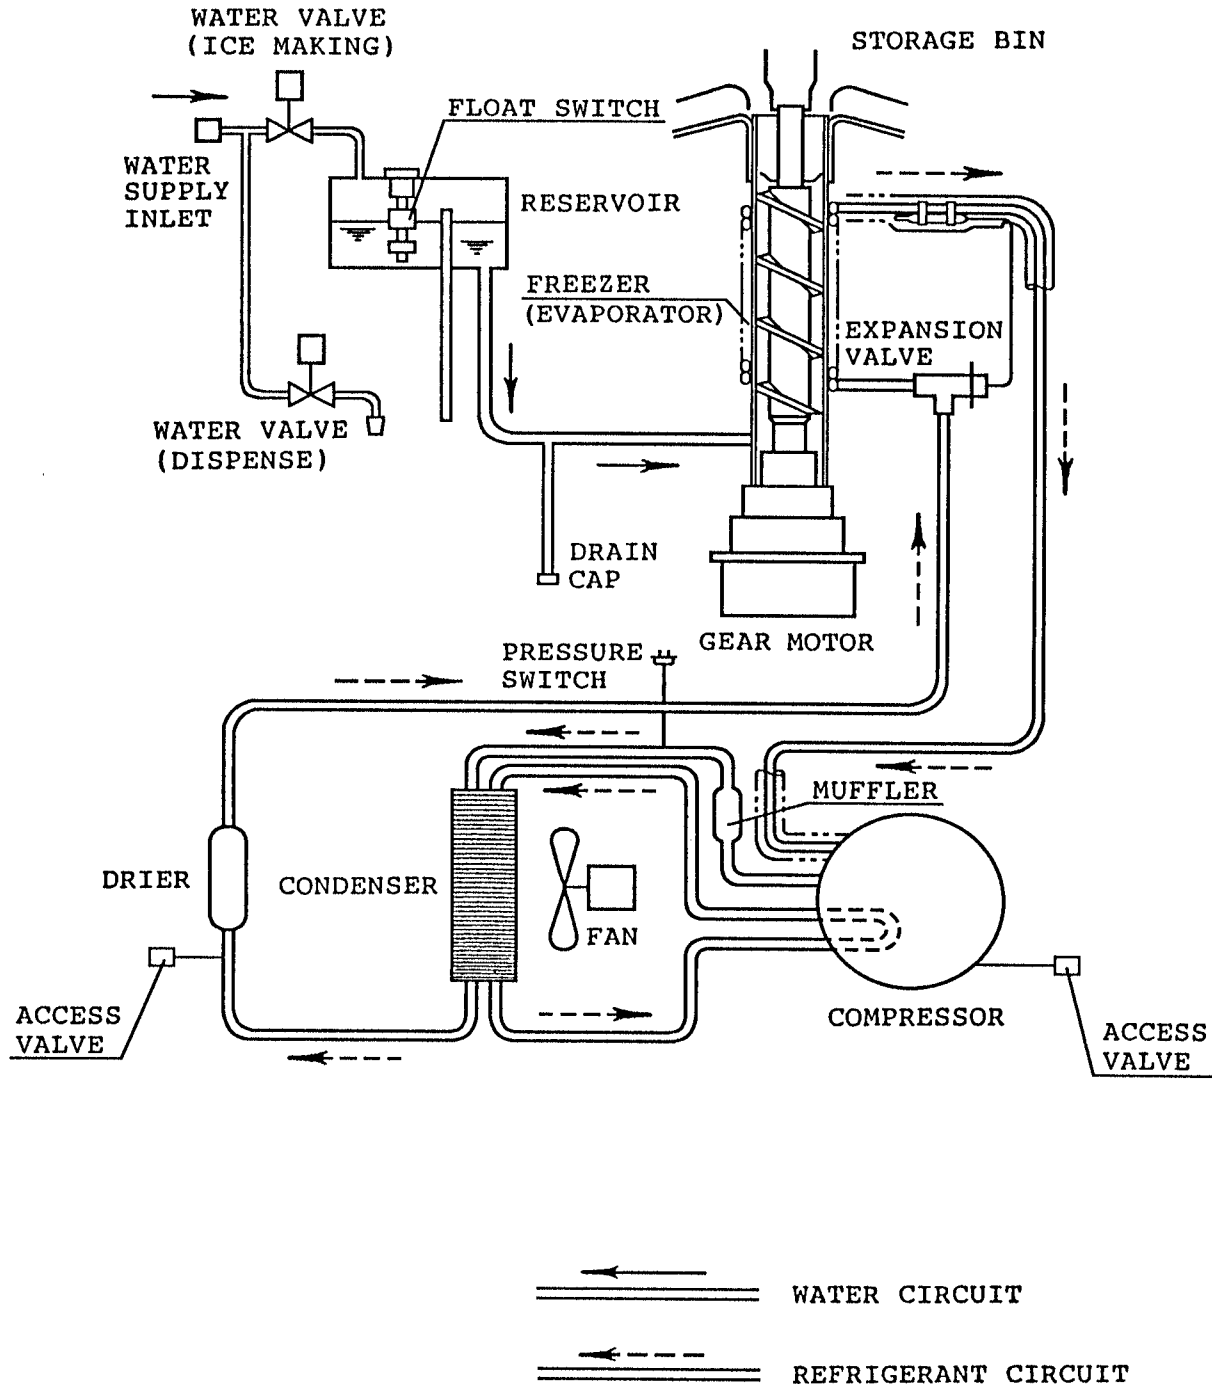 WATER VALVE
(ICE MAKING)
STORAGE BIN
FLOAT SWITCH
WATER
SUPPLY
INLET
RESERVOIR
FREEZER
(EVAPORATOR)
EXPANSION
VALVE
WATER VALVE
(DISPENSE)
DRAIN
CAP
GEAR MOTOR
PRESSURE
SWITCH
MUFFLER
DRIER
CONDENSER
FAN
ACCESS
VALVE
COMPRESSOR
ACCESS
VALVE
WATER CIRCUIT
REFRIGERANT CIRCUIT